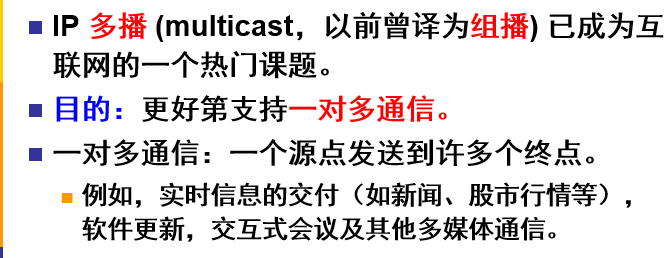 IP 多播 (multicast，以前曾译为组播) 已成为互
联网的一个热门课题。
目的：更好第支持一对多通信。
一对多通信：一个源点发送到许多个终点。
例如，实时信息的交付（如新闻、股市行情等），
软件更新，交互式会议及其他多媒体通信。